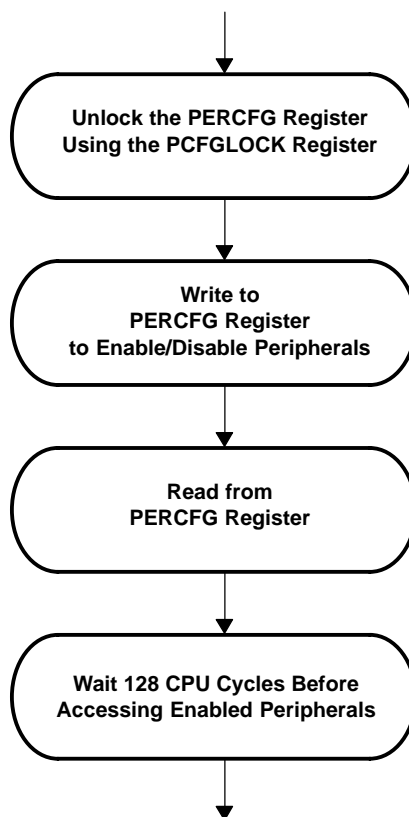 Unlock the PERCFG Register
Using the PCFGLOCK Register
Write to
PERCFG Register
to Enable/Disable Peripherals
Read from
PERCFG Register
Wait 128 CPU Cycles Before
Accessing Enabled Peripherals